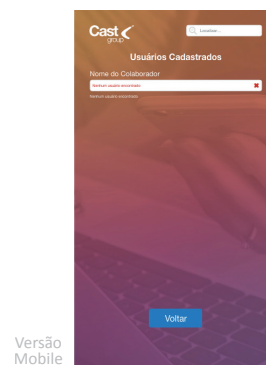 Cast
group
Localizar...
Usuários Cadastrados
Nome do Colaborador
Nenhum usuário encontrado
Nenhum usuário encontrado
Voltar
Versão
Mobile